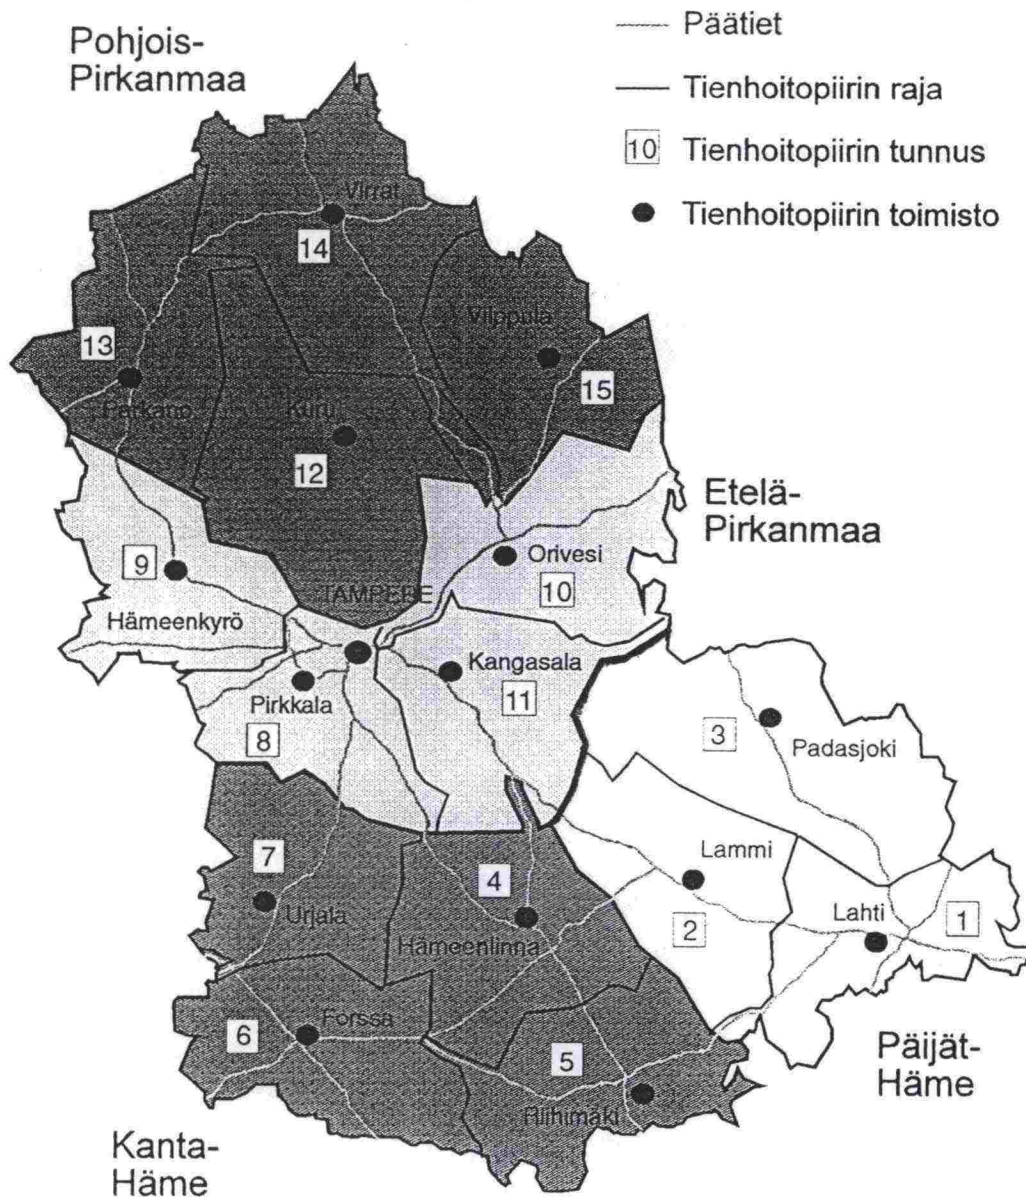 Pohjois-
Pirkanmaa
Päätiet
Tienhoitopiirin raja
10 Tienhoitopiirin tunnus
Tienhoitopiirin toimisto
Virrat
14
Vilppula
13
15
Parkano
Kuru
12
Etelä-
Pirkanmaa
9
Orivesi
10
TAMPERE
Hämeenkyrö
Kangasala
Pirkkala
11
8
3
Padasjoki
7
4
Lammi
Urjala
Hämeenlinna
2
Lahti
1
6
Forssa
5
Päijät-
Häme
Riihimäki
Kanta-
Häme